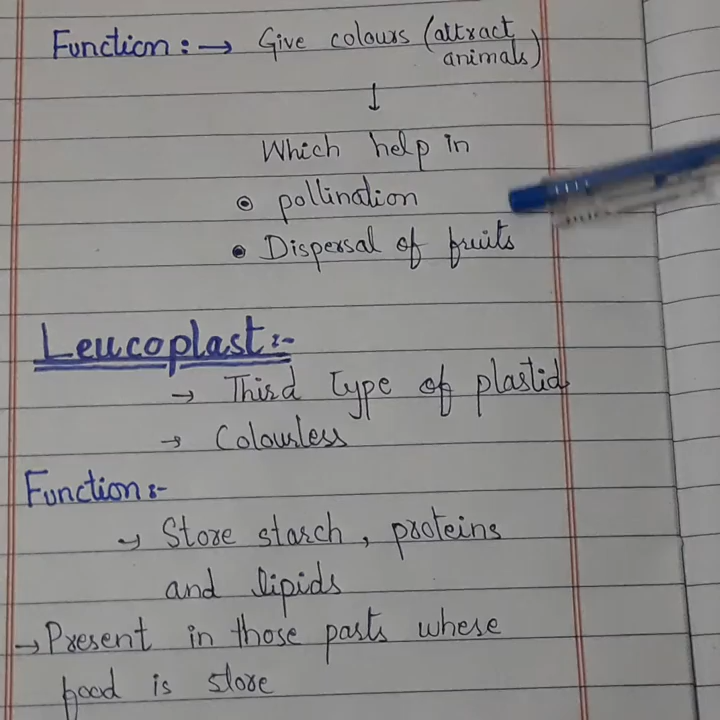 Function:→ Give colours (attract
animals)
↓
Which help in
• pollination
• Dispersal of fruits
Leucoplast:-
→ Third type of plastid
→ Colourless
Function:-
→ Store starch, proteins
and lipids
→ Present in those parts where
food is store